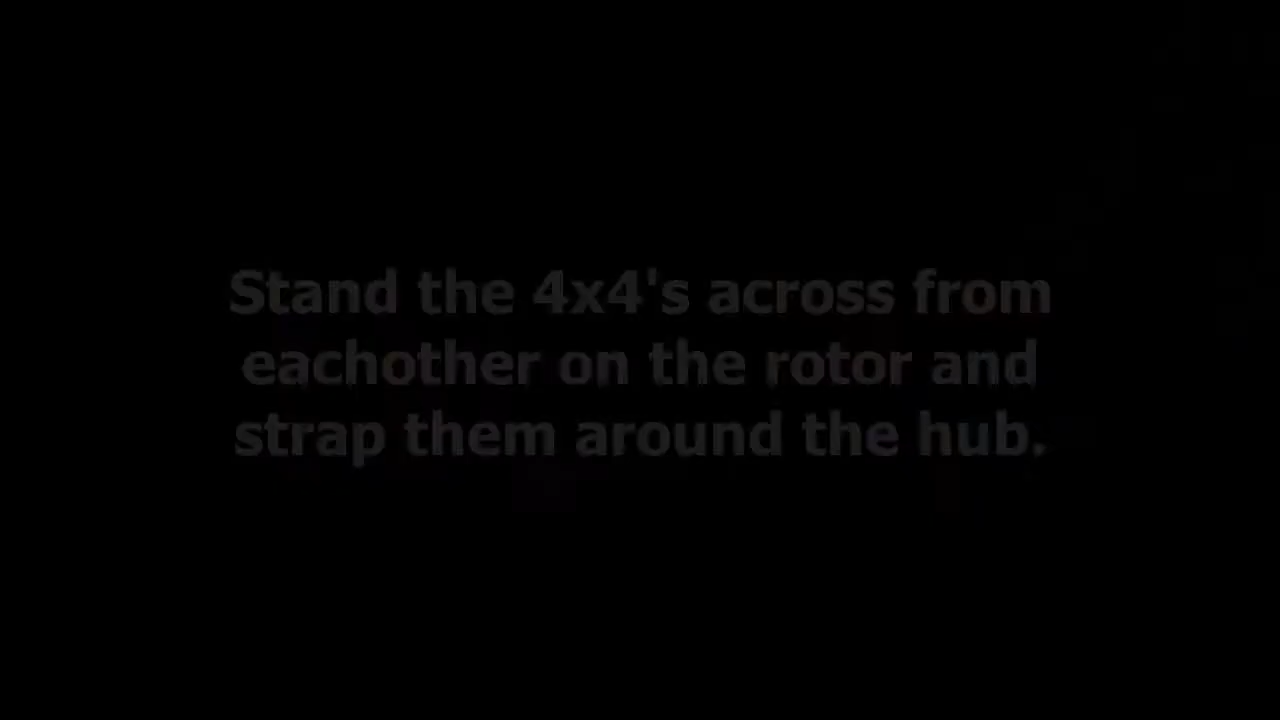 Stand the 4x4's across from
eachother on the rotor and
strap them around the hub.